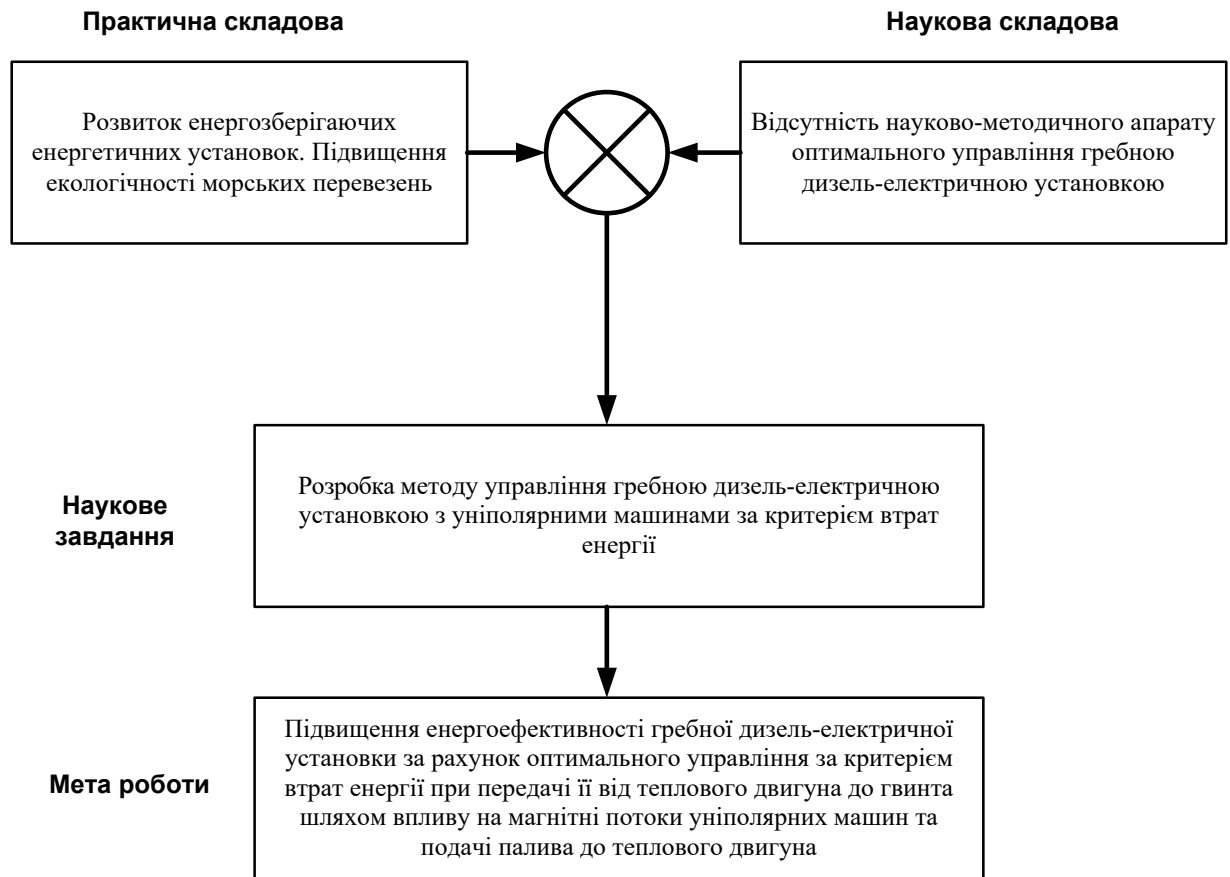 Практична складова
Наукова складова
Розвиток енергозберігаючих
енергетичних установок. Підвищення
екологічності морських перевезень
Відсутність науково-методичного апарату
оптимального управління гребною
дизель-електричною установкою
Наукове
завдання
Розробка методу управління гребною дизель-електричною
установкою з уніполярними машинами за критерієм втрат
енергії
Мета роботи
Підвищення енергоефективності гребної дизель-електричної
установки за рахунок оптимального управління за критерієм
втрат енергії при передачі її від теплового двигуна до гвинта
шляхом впливу на магнітні потоки уніполярних машин та
подачі палива до теплового двигуна